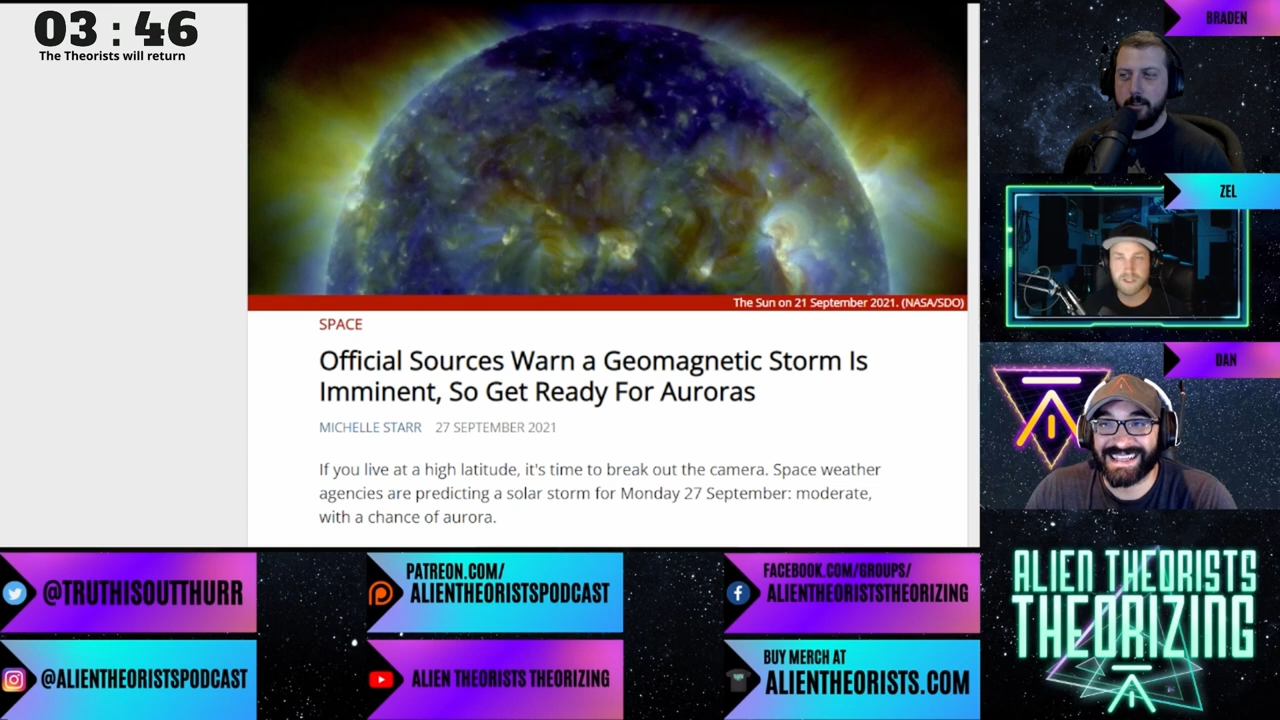 03 : 46
The Theorists will return
The Sun on 21 September 2021. (NASA/SDO)
SPACE
Official Sources Warn a Geomagnetic Storm Is
Imminent, So Get Ready For Auroras
MICHELLE STARR 27 SEPTEMBER 2021
If you live at a high latitude, it's time to break out the camera. Space weather
agencies are predicting a solar storm for Monday 27 September: moderate,
with a chance of aurora.
BRADEN
ZEL
DAN
@TRUTHISOUTTHURR
PATREON.COM/
ALIENTHEORISTSPODCAST
FACEBOOK.COM/GROUPS/
ALIENTHEORISTSTHEORIZING
@ALIENTHEORISTSPODCAST
ALIEN THEORISTS THEORIZING
BUY MERCH AT
ALIENTHEORISTS.COM
ALIEN THEORISTS
THEORIZING